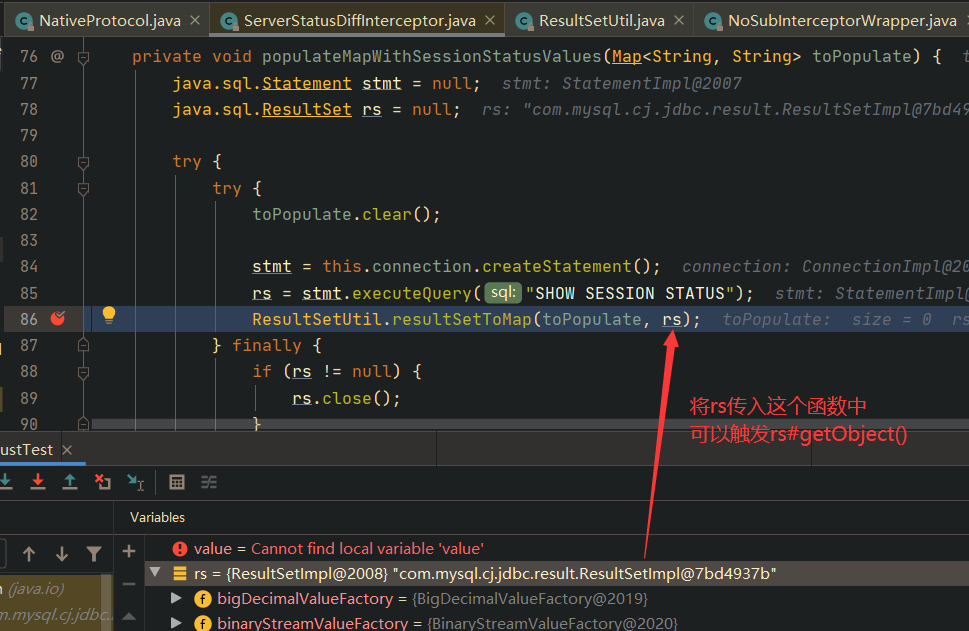 NativeProtocol.java × ServerStatusDiffInterceptor.java × ResultSetUtil.java × NoSubInterceptorWrapper.java
76 @ private void populateMapWithSessionStatusValues(Map<String, String> toPopulate) {
77 java.sql.Statement stmt = null; stmt: StatementImpl@2007
78 java.sql.ResultSet rs = null; rs: "com.mysql.cj.jdbc.result.ResultSetImpl@7bd49
79
80 try {
81 try {
82 toPopulate.clear();
83
84 stmt = this.connection.createStatement(); connection: ConnectionImpl@20
85 rs = stmt.executeQuery( sql: "SHOW SESSION STATUS"); stmt: StatementImpl@
86 ResultSetUtil.resultSetToMap(toPopulate, rs); toPopulate: size = 0 rs
87 } finally {
88 if (rs != null) {
89 rs.close();
90 }
将rs传入这个函数中
可以触发rs#getObject()
ustTest ×
Variables
value = Cannot find local variable 'value'
(java.io)
rs = {ResultSetImpl@2008} "com.mysql.cj.jdbc.result.ResultSetImpl@7bd4937b"
m.mysql.cj.jdbc.
bigDecimalValueFactory = {BigDecimalValueFactory@2019}
binaryStreamValueFactory = {BinaryStreamValueFactory@2020}